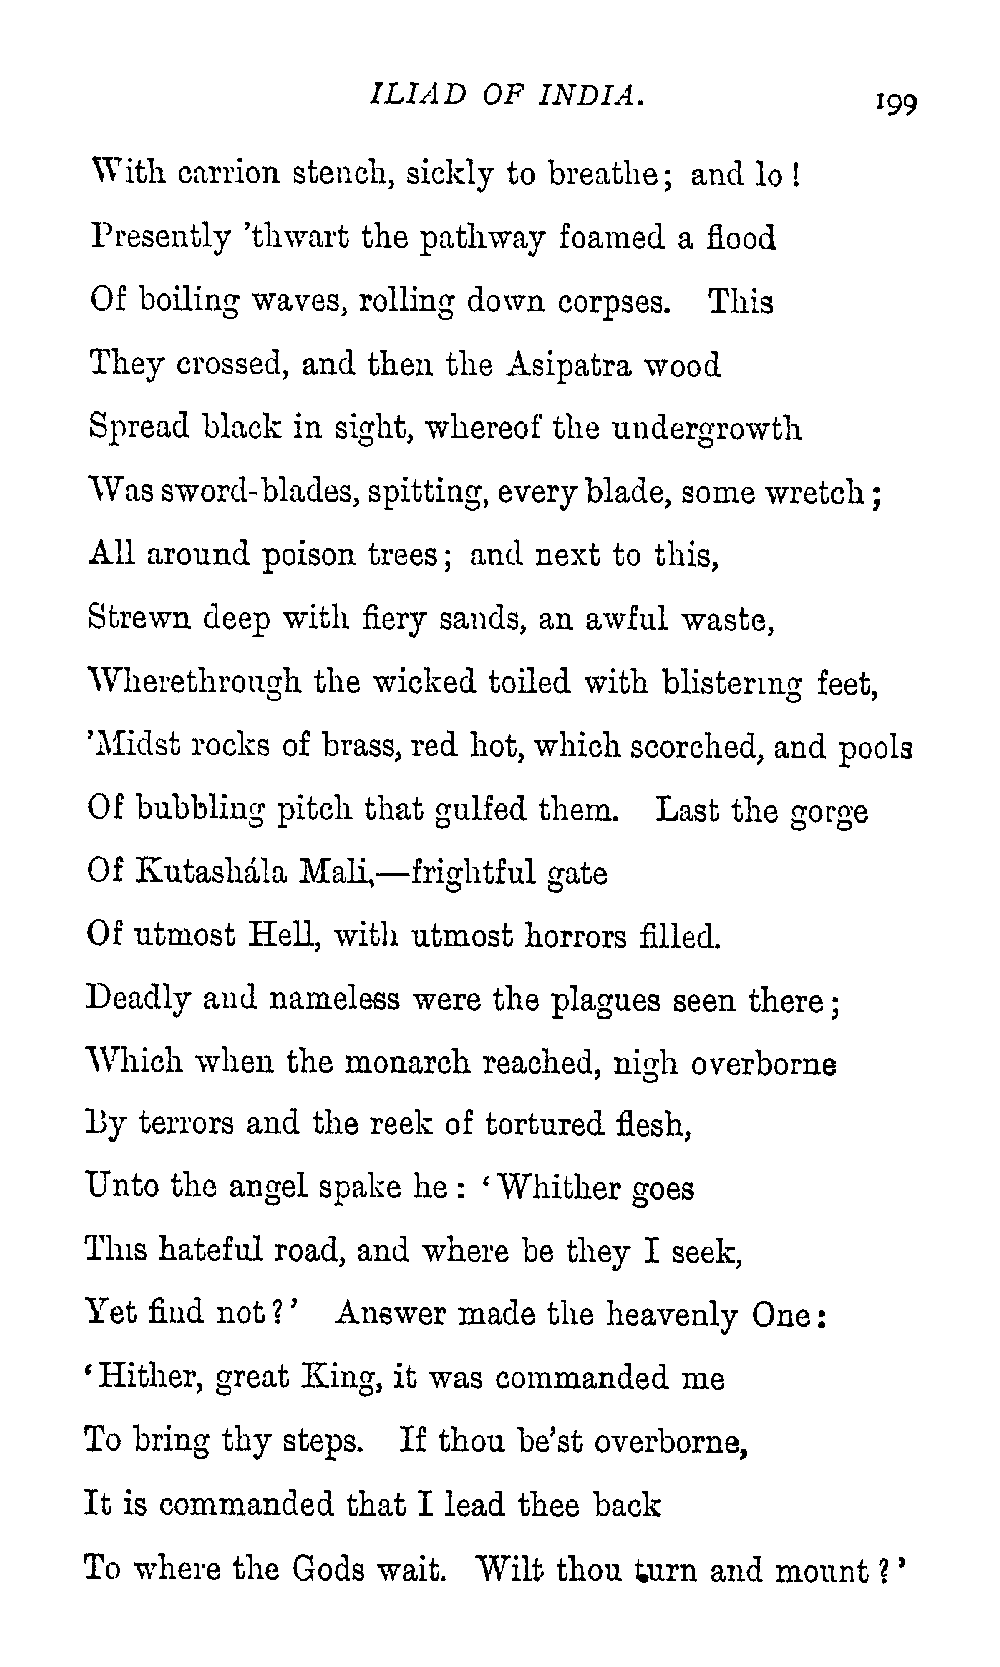 ILIAD OF INDIA. 199
With carrion stench, sickly to breathe; and lo!
Presently 'thwart the pathway foamed a flood
Of boiling waves, rolling down corpses. This
They crossed, and then the Asipatra wood
Spread black in sight, whereof the undergrowth
Was sword-blades, spitting, every blade, some wretch;
All around poison trees; and next to this,
Strewn deep with fiery sands, an awful waste,
Wherethrough the wicked toiled with blistering feet,
'Midst rocks of brass, red hot, which scorched, and pools
Of bubbling pitch that gulfed them. Last the gorge
Of Kutashála Mali,—frightful gate
Of utmost Hell, with utmost horrors filled.
Deadly and nameless were the plagues seen there;
Which when the monarch reached, nigh overborne
By terrors and the reek of tortured flesh,
Unto the angel spake he: 'Whither goes
This hateful road, and where be they I seek,
Yet find not?' Answer made the heavenly One:
'Hither, great King, it was commanded me
To bring thy steps. If thou be'st overborne,
It is commanded that I lead thee back
To where the Gods wait. Wilt thou turn and mount?'